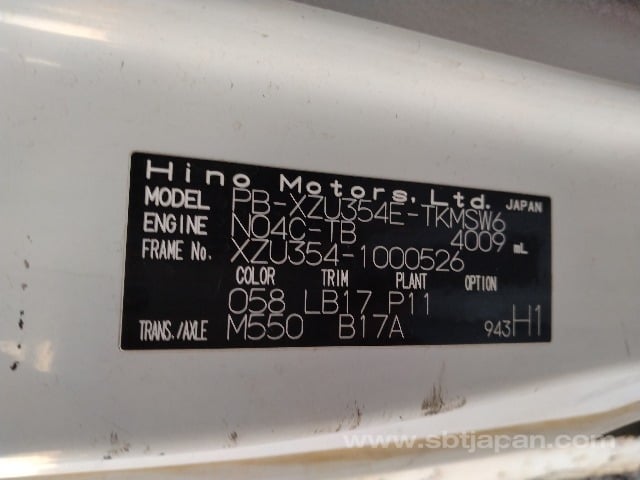 Hino Motors, Ltd. JAPAN
MODEL PB-XZU354E-TKMSW6
ENGINE N04C-TB 4009 mL
FRAME No. XZU354-1000526
COLOR TRIM PLANT OPTION
058 LB17 P11
TRANS./AXLE M550 B17A 943H1
www.sbtjapan.com